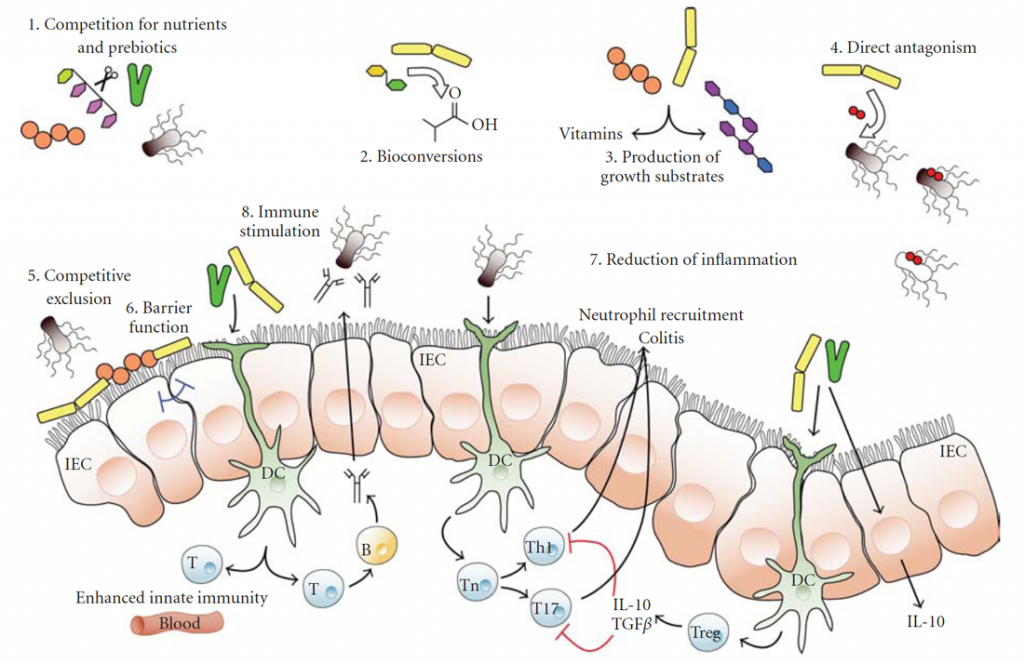 1. Competition for nutrients
and prebiotics
2. Bioconversions
O
OH
Vitamins
3. Production of
growth substrates
4. Direct antagonism
5. Competitive
exclusion
6. Barrier
function
8. Immune
stimulation
7. Reduction of inflammation
Neutrophil recruitment
Colitis
IEC
IEC
IEC
DC
DC
DC
T
T
B
Enhanced innate immunity
Blood
Tn
Th1
T17
IL-10
TGFβ
Treg
IL-10